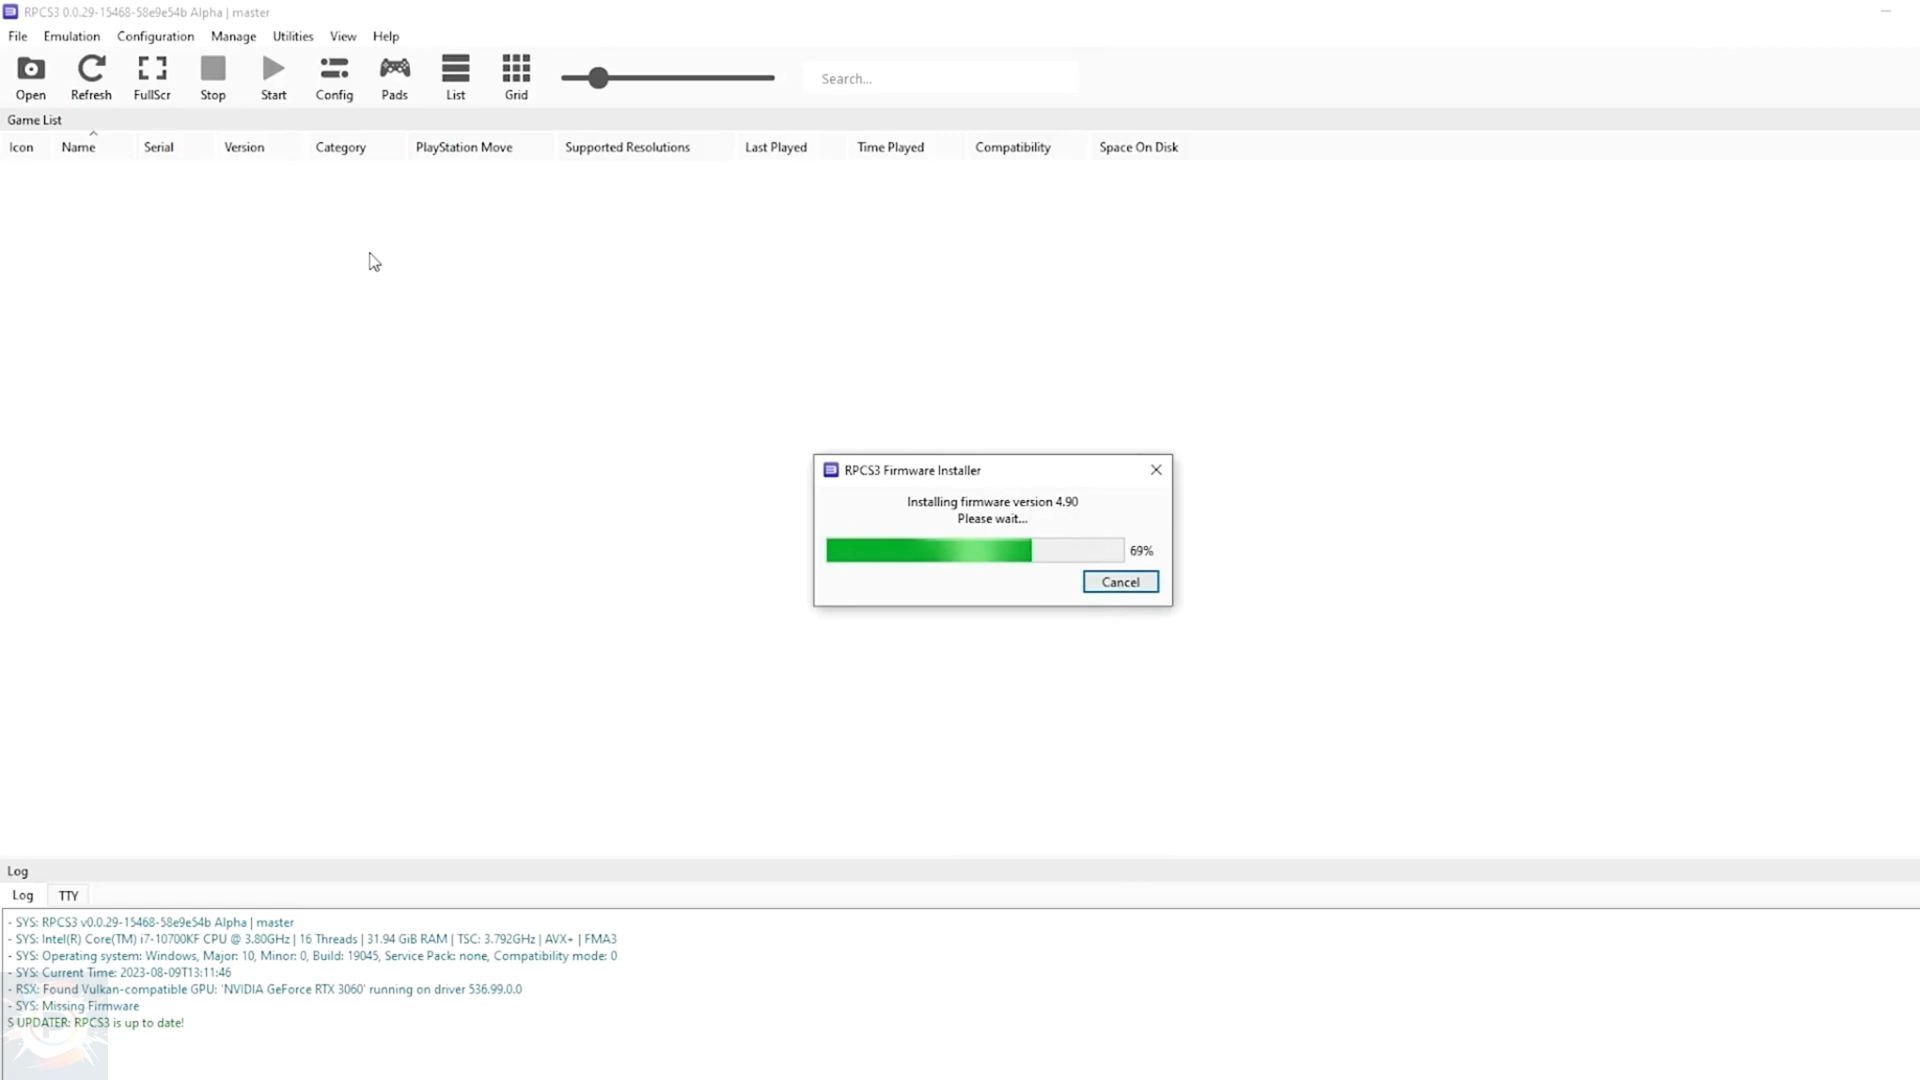 RPCS3 0.0.29-15468-58e9e54b Alpha | master
File Emulation Configuration Manage Utilities View Help
Open Refresh FullScr Stop Start Config Pads List Grid Search...
Game List
Icon Name Serial Version Category PlayStation Move Supported Resolutions Last Played Time Played Compatibility Space On Disk
RPCS3 Firmware Installer
Installing firmware version 4.90
Please wait...
69%
Cancel
Log
Log TTY
- SYS: RPCS3 v0.0.29-15468-58e9e54b Alpha | master
- SYS: Intel(R) Core(TM) i7-10700KF CPU @ 3.80GHz | 16 Threads | 31.94 GiB RAM | TSC: 3.792GHz | AVX+ | FMA3
- SYS: Operating system: Windows, Major: 10, Minor: 0, Build: 19045, Service Pack: none, Compatibility mode: 0
- SYS: Current Time: 2023-08-09T13:11:46
- RSX: Found Vulkan-compatible GPU: 'NVIDIA GeForce RTX 3060' running on driver 536.99.0.0
- SYS: Missing Firmware
S UPDATER: RPCS3 is up to date!